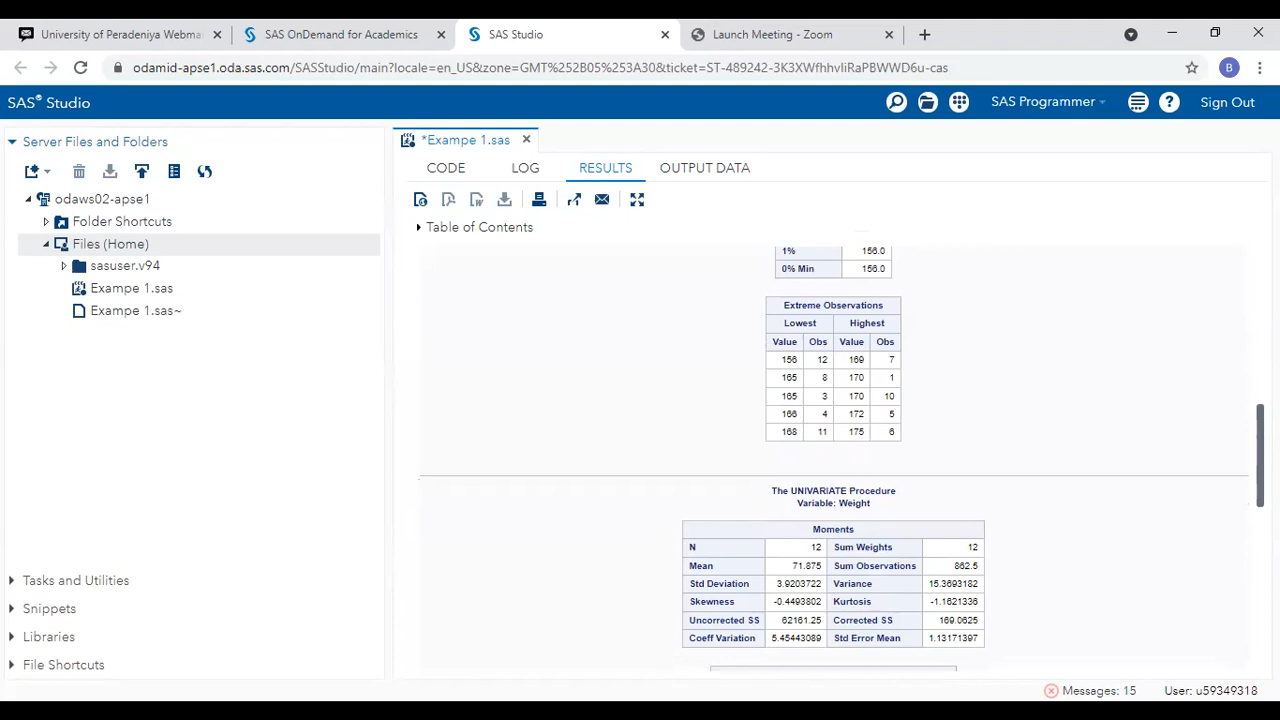 University of Peradeniya Webma
SAS OnDemand for Academics
SAS Studio
Launch Meeting - Zoom
odamid-apse1.oda.sas.com/SASStudio/main?locale=en_US&zone=GMT%252B05%253A30&ticket=ST-489242-3K3XWfhhvIiRaPBWWD6u-cas
B
SAS® Studio
SAS Programmer
Sign Out
Server Files and Folders
odaws02-apse1
Folder Shortcuts
Files (Home)
sasuser.v94
Exampe 1.sas
Exampe 1.sas~
Tasks and Utilities
Snippets
Libraries
File Shortcuts
*Exampe 1.sas
CODE LOG RESULTS OUTPUT DATA
Table of Contents
1% 156.0
0% Min 156.0
Extreme Observations
Lowest Highest
Value Obs Value Obs
156 12 169 7
165 8 170 1
165 3 170 10
166 4 172 5
168 11 175 6
The UNIVARIATE Procedure
Variable: Weight
Moments
N 12 Sum Weights 12
Mean 71.875 Sum Observations 862.5
Std Deviation 3.9203722 Variance 15.3693182
Skewness -0.4493802 Kurtosis -1.1621336
Uncorrected SS 62161.25 Corrected SS 169.0625
Coeff Variation 5.45443089 Std Error Mean 1.13171397
Messages: 15 User: u59349318